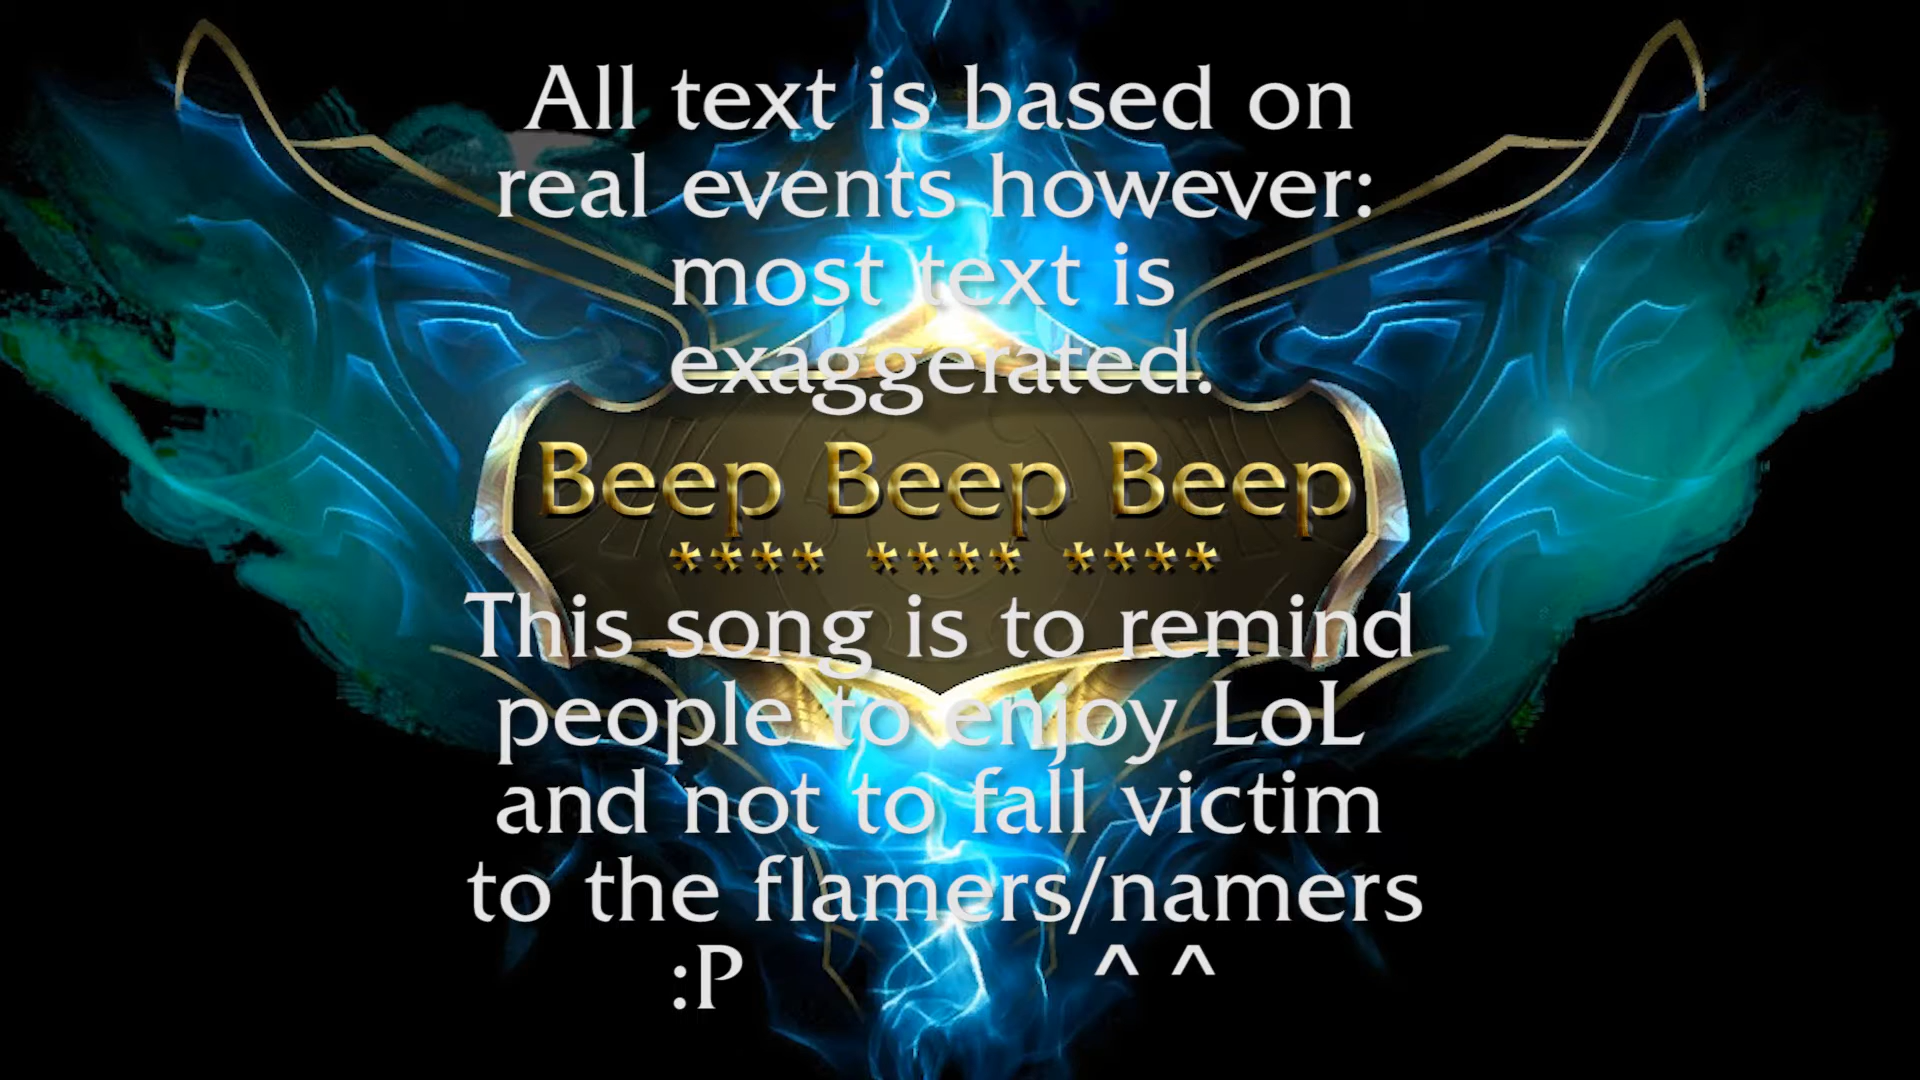 All text is based on
real events however:
most text is
exaggerated.
Beep Beep Beep
**** **** ****
This song is to remind
people to enjoy LoL
and not to fall victim
to the flamers/namers
:P ^ ^